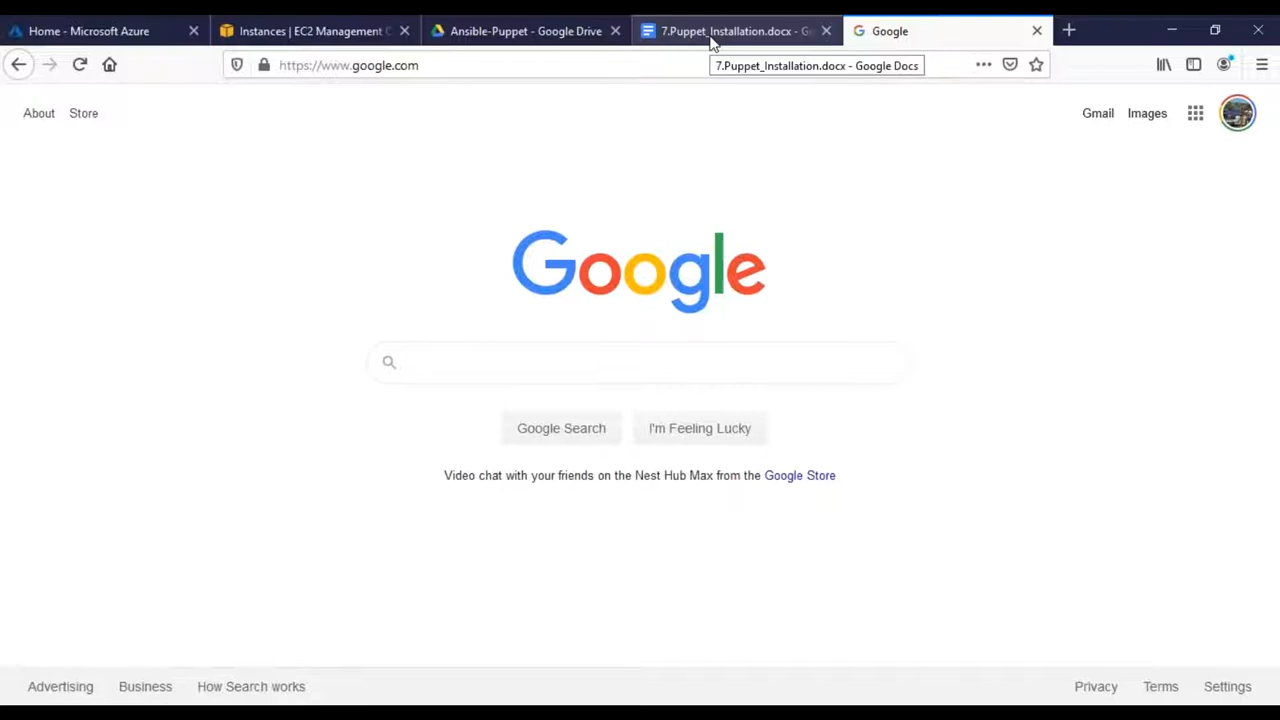 Home - Microsoft Azure
Instances | EC2 Management C
Ansible-Puppet - Google Drive
7.Puppet_Installation.docx - G
Google
https://www.google.com
7.Puppet_Installation.docx - Google Docs
About
Store
Gmail
Images
Google
Google Search
I'm Feeling Lucky
Video chat with your friends on the Nest Hub Max from the Google Store
Advertising
Business
How Search works
Privacy
Terms
Settings